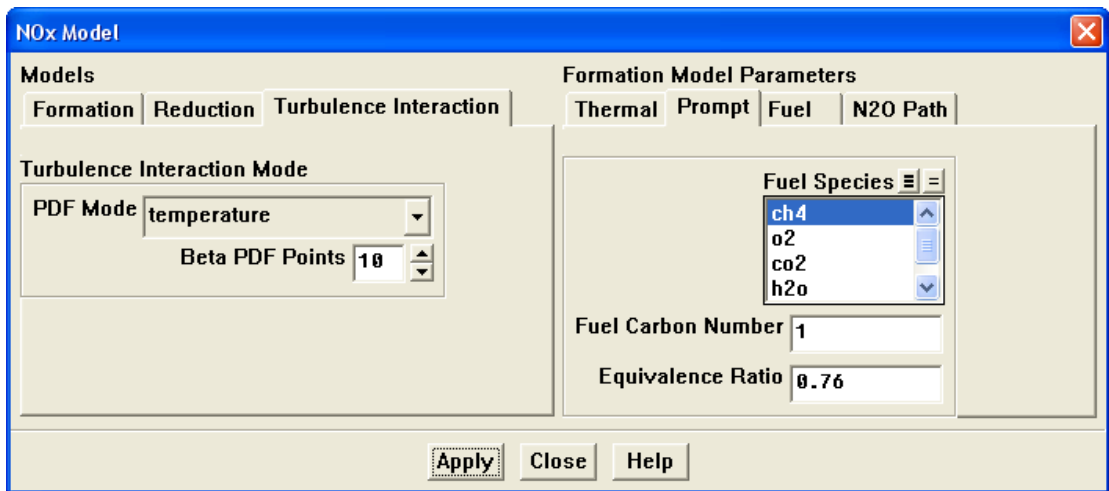 NOx Model
Models
Formation Reduction Turbulence Interaction
Turbulence Interaction Mode
PDF Mode temperature
Beta PDF Points 10
Formation Model Parameters
Thermal Prompt Fuel N2O Path
Fuel Species
ch4
o2
co2
h2o
Fuel Carbon Number 1
Equivalence Ratio 0.76
Apply Close Help